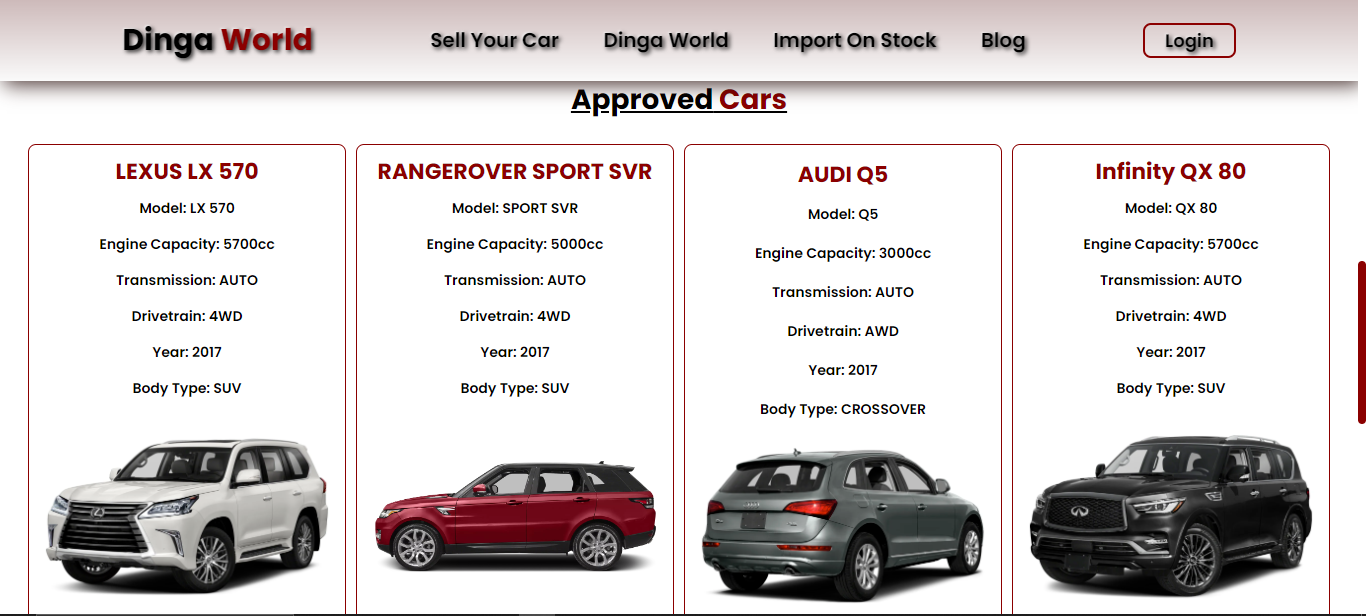 Dinga World
Sell Your Car
Dinga World
Import On Stock
Blog
Login
Approved Cars
LEXUS LX 570
Model: LX 570
Engine Capacity: 5700cc
Transmission: AUTO
Drivetrain: 4WD
Year: 2017
Body Type: SUV
RANGEROVER SPORT SVR
Model: SPORT SVR
Engine Capacity: 5000cc
Transmission: AUTO
Drivetrain: 4WD
Year: 2017
Body Type: SUV
AUDI Q5
Model: Q5
Engine Capacity: 3000cc
Transmission: AUTO
Drivetrain: AWD
Year: 2017
Body Type: CROSSOVER
Infinity QX 80
Model: QX 80
Engine Capacity: 5700cc
Transmission: AUTO
Drivetrain: 4WD
Year: 2017
Body Type: SUV